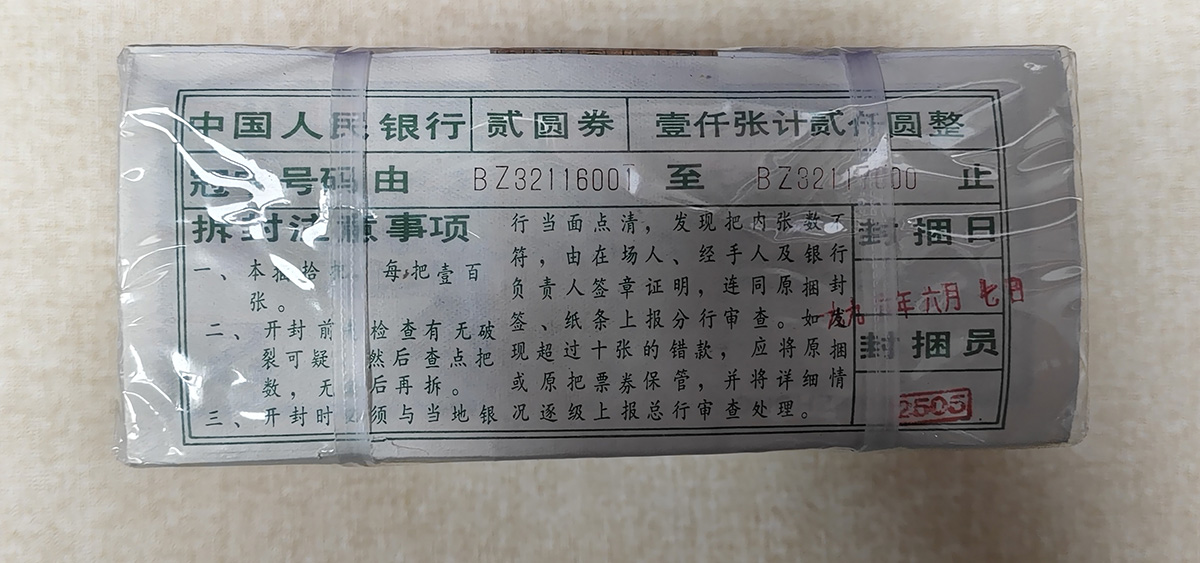 中国人民银行 贰圆券 壹仟张计贰仟圆整
冠 号码由 BZ32116001 至 BZ32117000 止
拆封注意事项
一、本捆拾把,每把壹百
张。
二、开封前 检查有无破
裂可疑 然后查点把
数,无 后再拆。
三、开封时必须与当地银
行当面点清,发现把内张数不
符,由在场人、经手人及银行
负责人签章证明,连同原捆封
签、纸条上报分行审查。如发
现超过十张的错款,应将原捆
或原把票券保管,并将详细情
况逐级上报总行审查处理。
封捆日
年六月七日
封捆员
2505